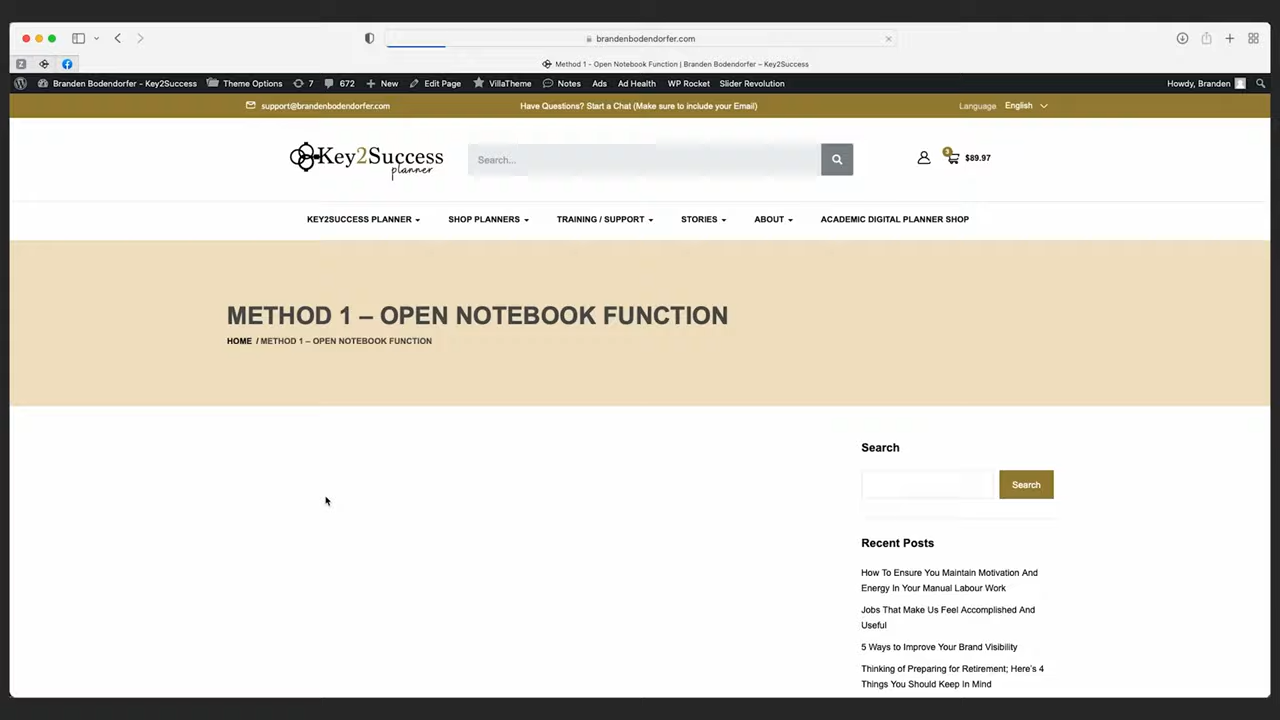 brandenbodendorfer.com
Method 1 - Open Notebook Function | Branden Bodendorfer – Key2Success
Branden Bodendorfer – Key2Success Theme Options 7 672 New Edit Page VillaTheme Notes Ads Ad Health WP Rocket Slider Revolution Howdy, Branden
support@brandenbodendorfer.com Have Questions? Start a Chat (Make sure to include your Email) Language English
Key2Success
planner
Search...
3
$89.97
KEY2SUCCESS PLANNER SHOP PLANNERS TRAINING / SUPPORT STORIES ABOUT ACADEMIC DIGITAL PLANNER SHOP
METHOD 1 – OPEN NOTEBOOK FUNCTION
HOME / METHOD 1 – OPEN NOTEBOOK FUNCTION
Search
Search
Recent Posts
How To Ensure You Maintain Motivation And
Energy In Your Manual Labour Work
Jobs That Make Us Feel Accomplished And
Useful
5 Ways to Improve Your Brand Visibility
Thinking of Preparing for Retirement; Here's 4
Things You Should Keep In Mind